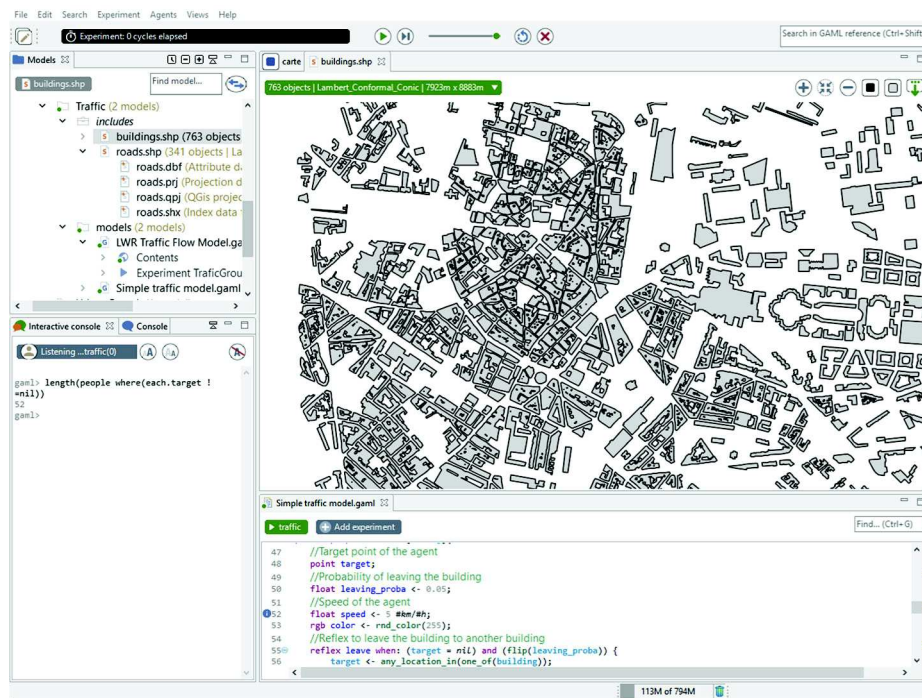 File Edit Search Experiment Agents Views Help
Experiment: 0 cycles elapsed
Search in GAML reference (Ctrl+Shift
Models
buildings.shp
Find model...
Traffic (2 models)
includes
buildings.shp (763 objects
roads.shp (341 objects | La
roads.dbf (Attribute da
roads.prj (Projection d
roads.qpj (QGis projec
roads.shx (Index data
models (2 models)
LWR Traffic Flow Model.ga
Contents
Experiment TraficGrou
Simple traffic model.gaml
carte buildings.shp
763 objects | Lambert_Conformal_Conic | 7923m x 8883m
Interactive console Console
Listening ...traffic(0)
gaml> length(people where(each.target !
=nil))
52
gaml>
Simple traffic model.gaml
traffic Add experiment Find... (Ctrl+G)
47 //Target point of the agent
48 point target;
49 //Probability of leaving the building
50 float leaving_proba <- 0.05;
51 //Speed of the agent
52 float speed <- 5 #km/#h;
53 rgb color <- rnd_color(255);
54 //Reflex to leave the building to another building
55 reflex leave when: (target = nil) and (flip(leaving_proba)) {
56 target <- any_location_in(one_of(building));
113M of 794M